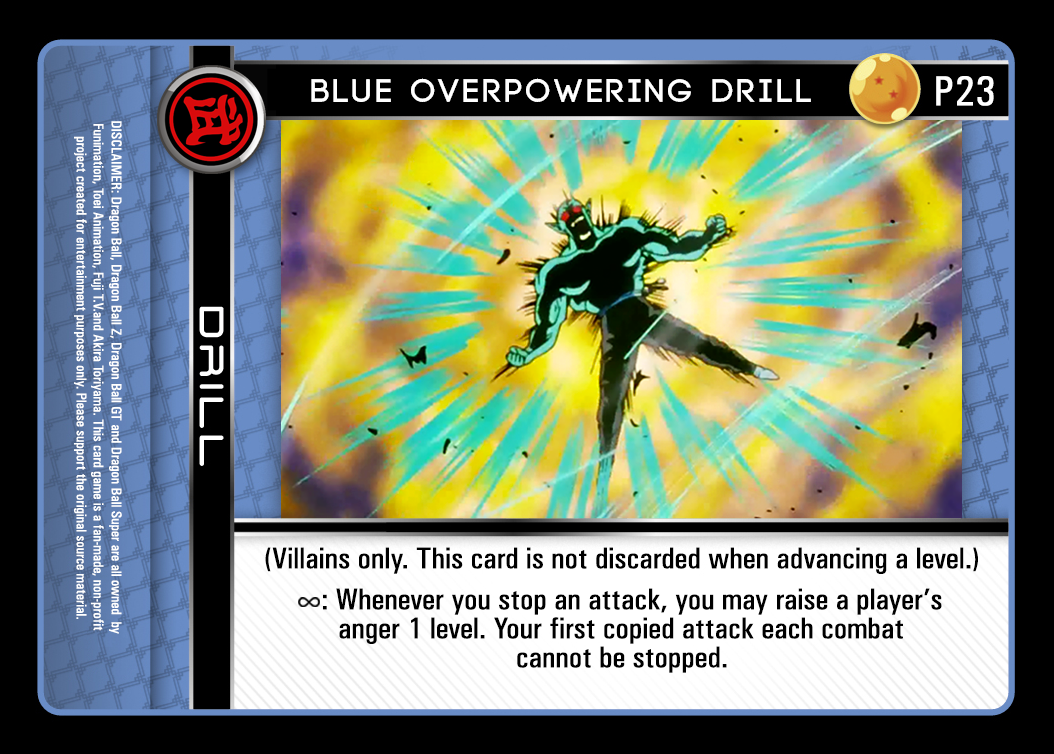 BLUE OVERPOWERING DRILL
P23
DRILL
DISCLAIMER: Dragon Ball, Dragon Ball Z, Dragon Ball GT and Dragon Ball Super are all owned by
Funimation, Toei Animation, Fuji T.V.and Akira Toriyama. This card game is a fan-made, non-profit
project created for entertainment purposes only. Please support the original source material.
(Villains only. This card is not discarded when advancing a level.)
∞: Whenever you stop an attack, you may raise a player's
anger 1 level. Your first copied attack each combat
cannot be stopped.